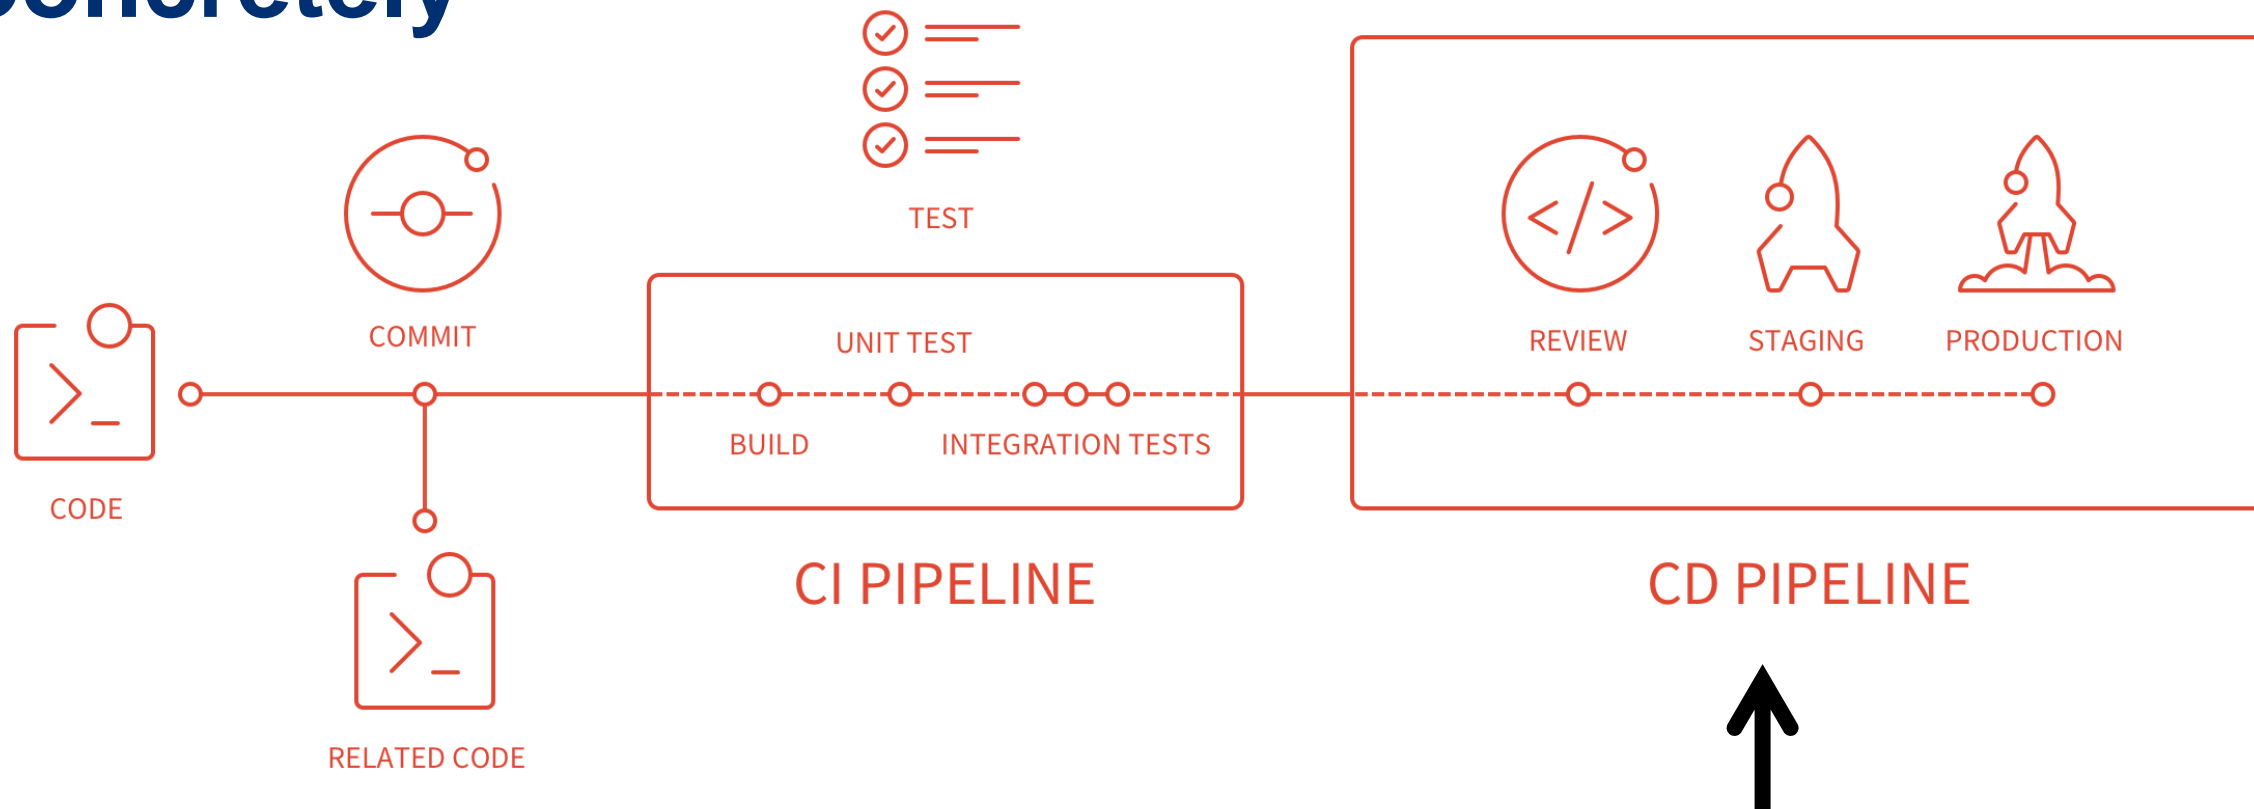 TEST
COMMIT
UNIT TEST
REVIEW
STAGING
PRODUCTION
BUILD
INTEGRATION TESTS
CODE
CI PIPELINE
CD PIPELINE
RELATED CODE